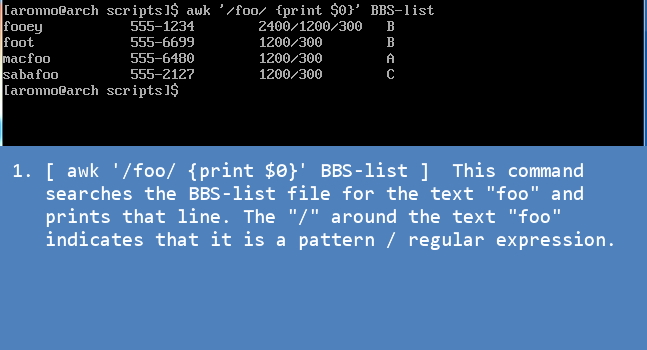 [aronno@arch scripts]$ awk '/foo/ {print $0}' BBS-list
fooey 555-1234 2400/1200/300 B
foot 555-6699 1200/300 B
macfoo 555-6480 1200/300 A
sabafoo 555-2127 1200/300 C
[aronno@arch scripts]$
1. [ awk '/foo/ {print $0}' BBS-list ] This command
searches the BBS-list file for the text "foo" and
prints that line. The "/" around the text "foo"
indicates that it is a pattern / regular expression.